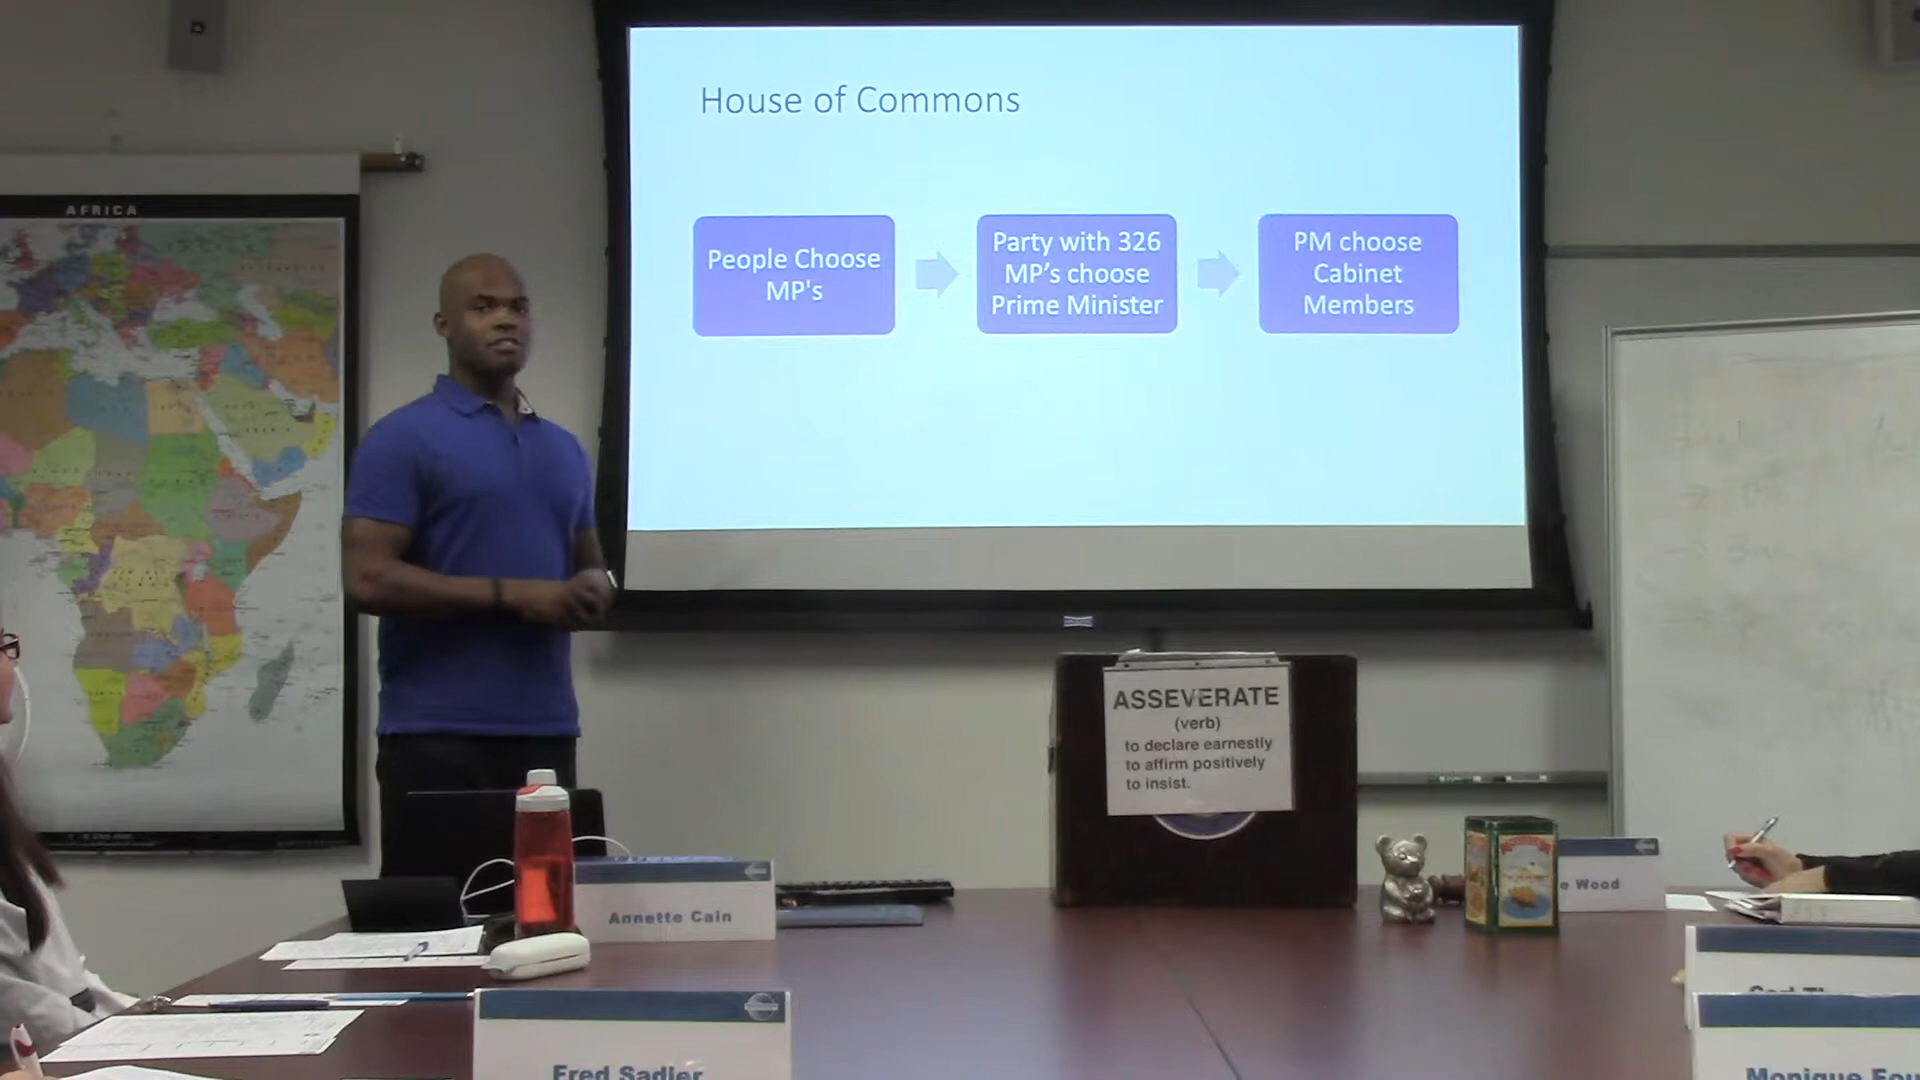 AFRICA
House of Commons
People Choose
MP's
Party with 326
MP’s choose
Prime Minister
PM choose
Cabinet
Members
ASSEVERATE
(verb)
to declare earnestly
to affirm positively
to insist.
Annette Cain
e Wood
Fred Sadler
Monique